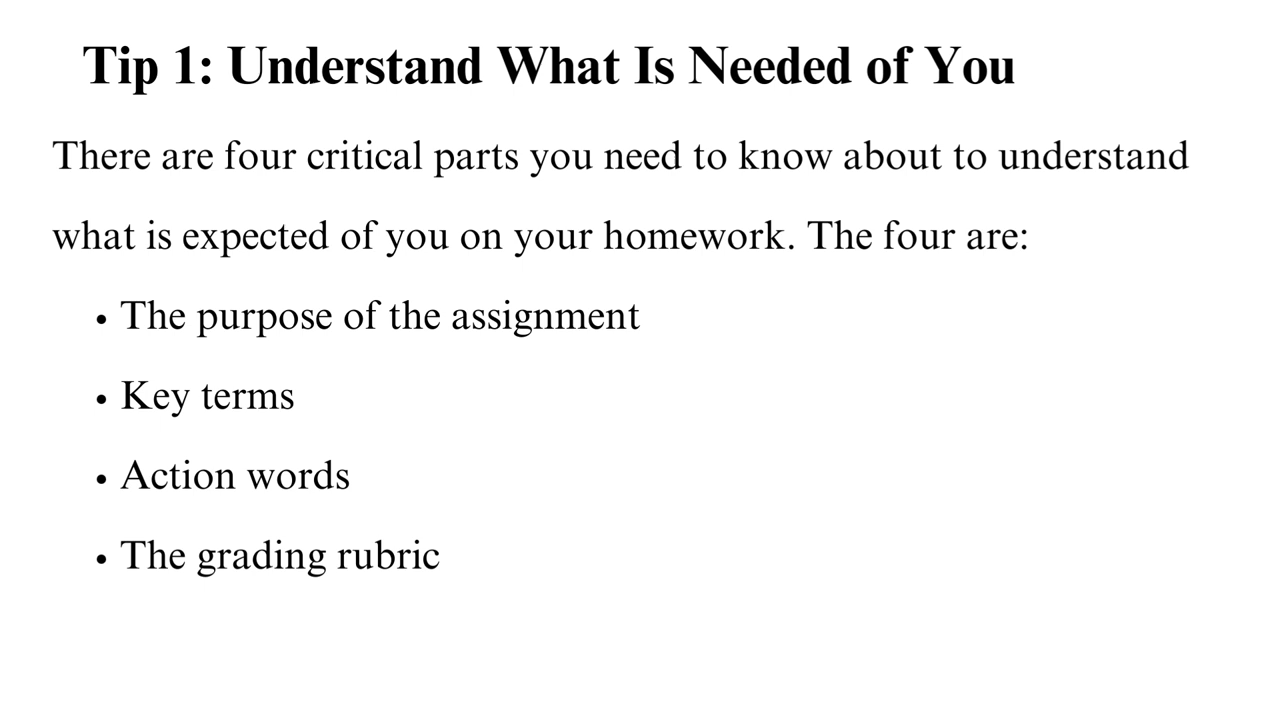 Tip 1: Understand What Is Needed of You
There are four critical parts you need to know about to understand
what is expected of you on your homework. The four are:
• The purpose of the assignment
• Key terms
• Action words
• The grading rubric